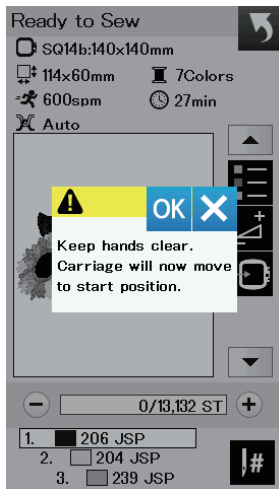 Ready to Sew
SQ14b:140x140mm
114x60mm 7Colors
600spm 27min
Auto
OK
Keep hands clear.
Carriage will now move
to start position.
0/13,132 ST
1. 206 JSP
2. 204 JSP
3. 239 JSP
#